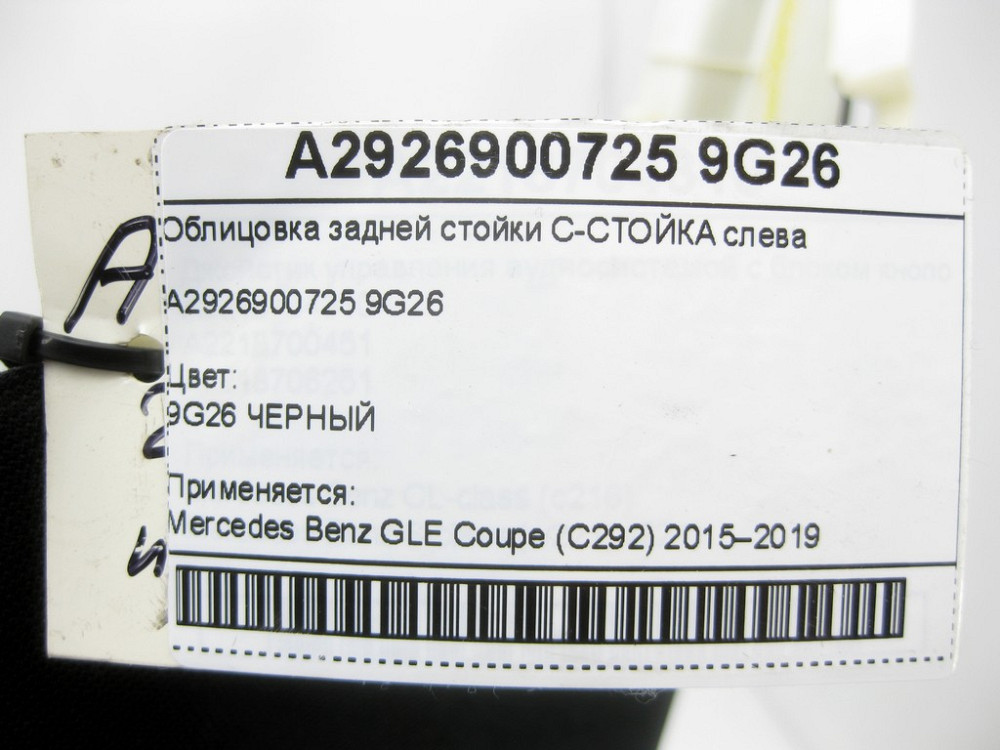 A2926900725 9G26
Облицовка задней стойки С-СТОЙКА слева
A2926900725 9G26
Цвет:
9G26 ЧЕРНЫЙ
Применяется:
Mercedes Benz GLE Coupe (C292) 2015–2019
A